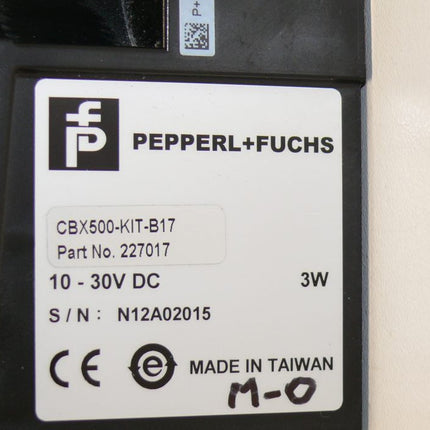 P+
PEPPERL+FUCHS
CBX500-KIT-B17
Part No. 227017
10 - 30V DC 3W
S / N : N12A02015
CE e MADE IN TAIWAN
M-O